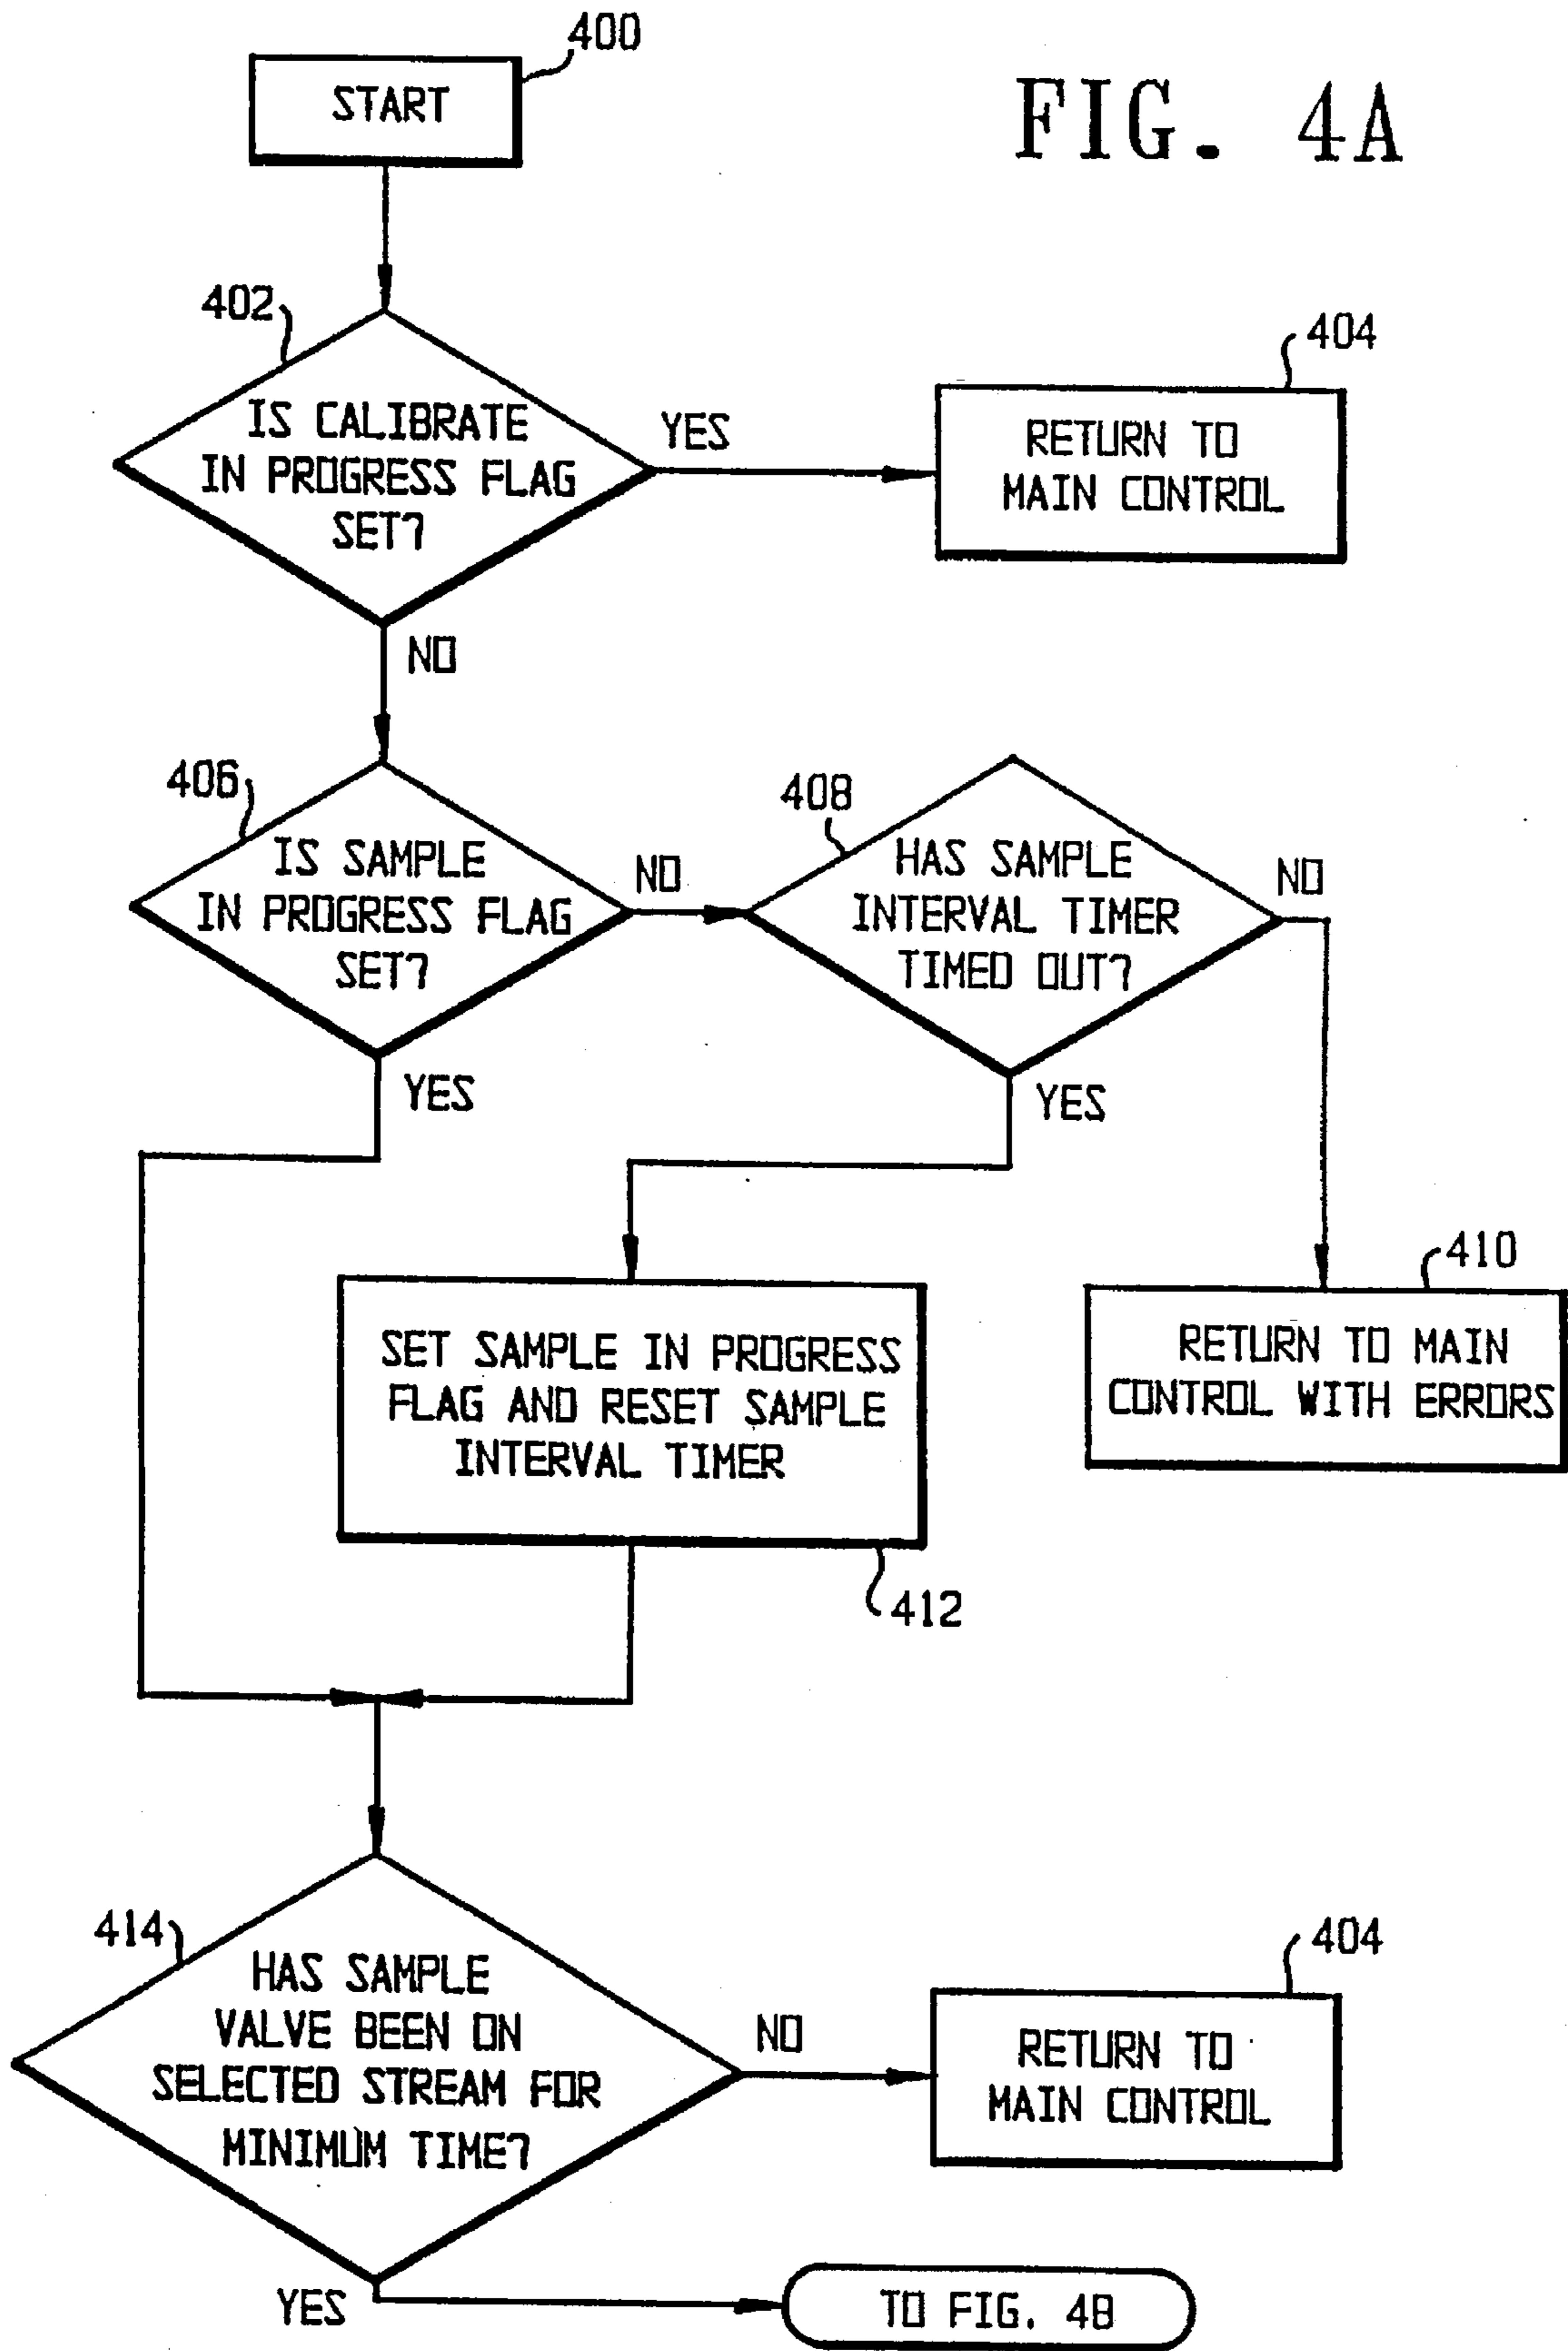 400
START
FIG. 4A
402
IS CALIBRATE
IN PROGRESS FLAG
SET?
YES
404
RETURN TO
MAIN CONTROL
NO
406
IS SAMPLE
IN PROGRESS FLAG
SET?
NO
408
HAS SAMPLE
INTERVAL TIMER
TIMED OUT?
NO
YES
YES
410
RETURN TO MAIN
CONTROL WITH ERRORS
SET SAMPLE IN PROGRESS
FLAG AND RESET SAMPLE
INTERVAL TIMER
412
414
HAS SAMPLE
VALVE BEEN ON
SELECTED STREAM FOR
MINIMUM TIME?
NO
404
RETURN TO
MAIN CONTROL
YES
TO FIG. 4B